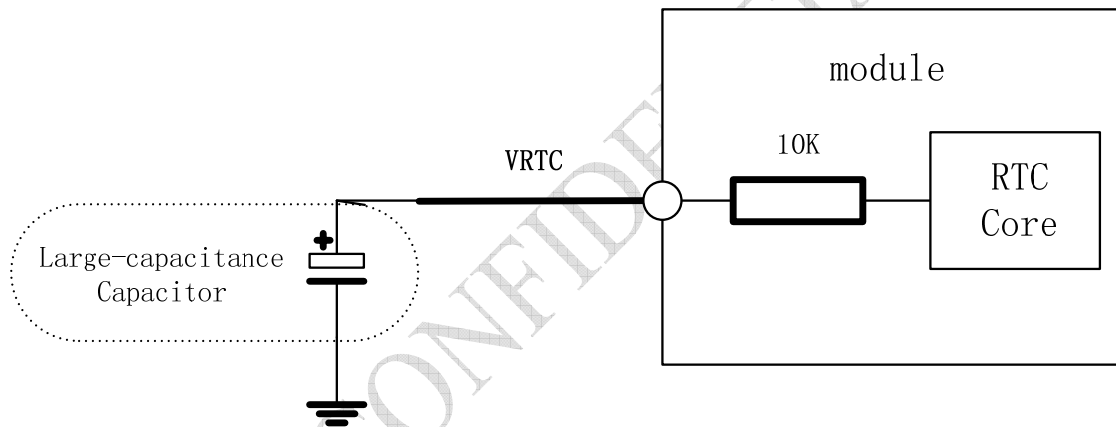 module
10K
VRTC
RTC
Core
+
Large-capacitance
Capacitor